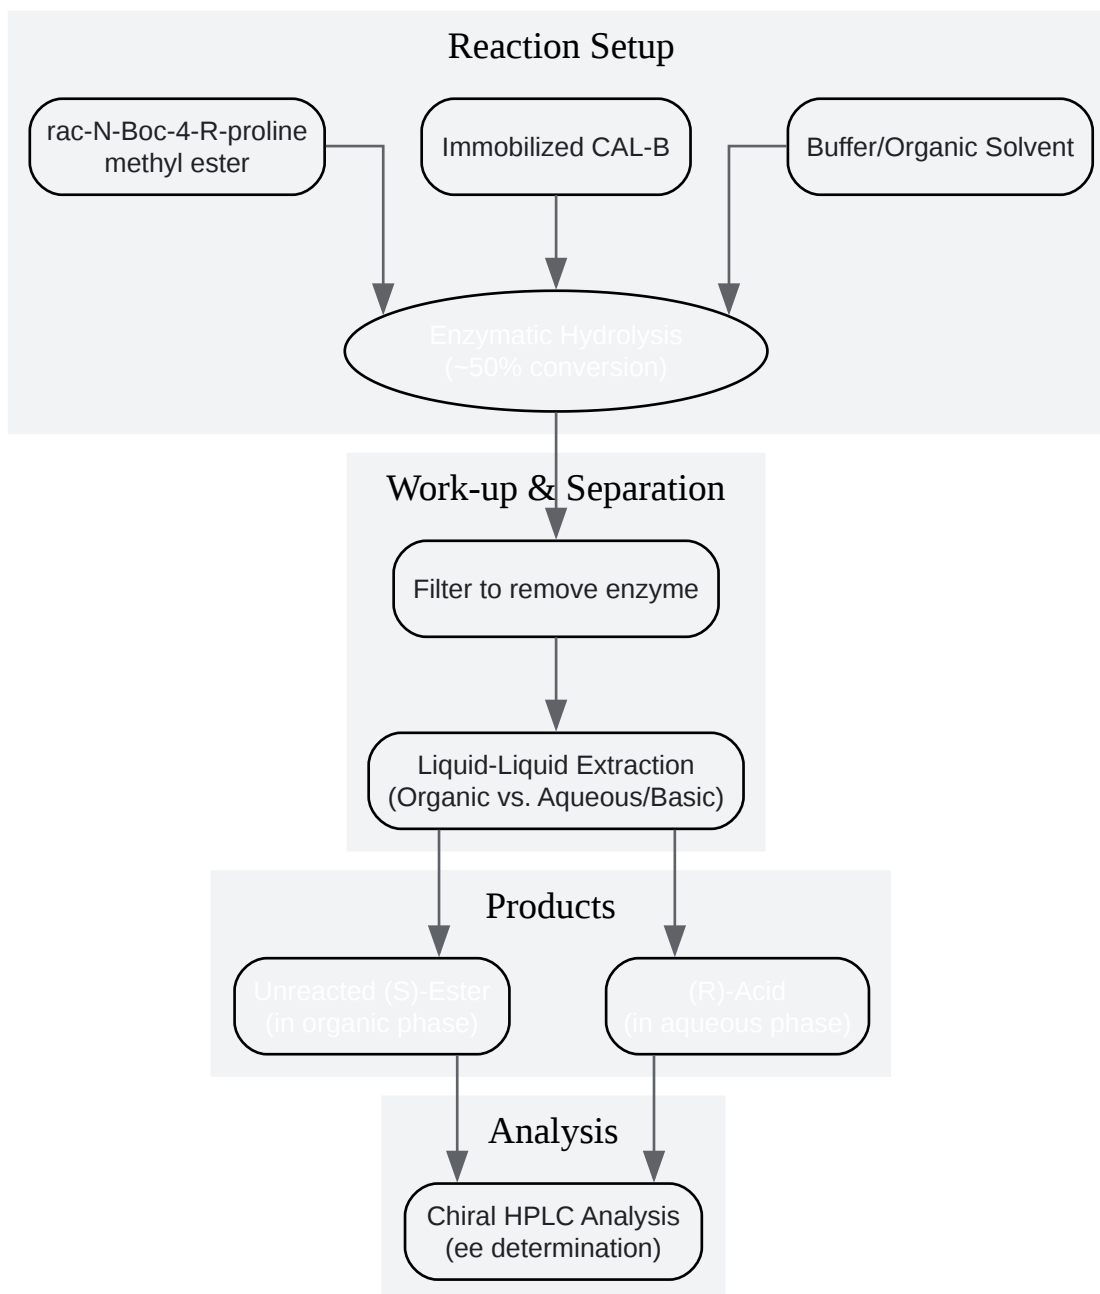 Reaction Setup
rac-N-Boc-4-R-proline
methyl ester
Immobilized CAL-B
Buffer/Organic Solvent
Enzymatic Hydrolysis
(~50% conversion)
Work-up & Separation
Filter to remove enzyme
Liquid-Liquid Extraction
(Organic vs. Aqueous/Basic)
Products
Unreacted (S)-Ester
(in organic phase)
(R)-Acid
(in aqueous phase)
Analysis
Chiral HPLC Analysis
(ee determination)